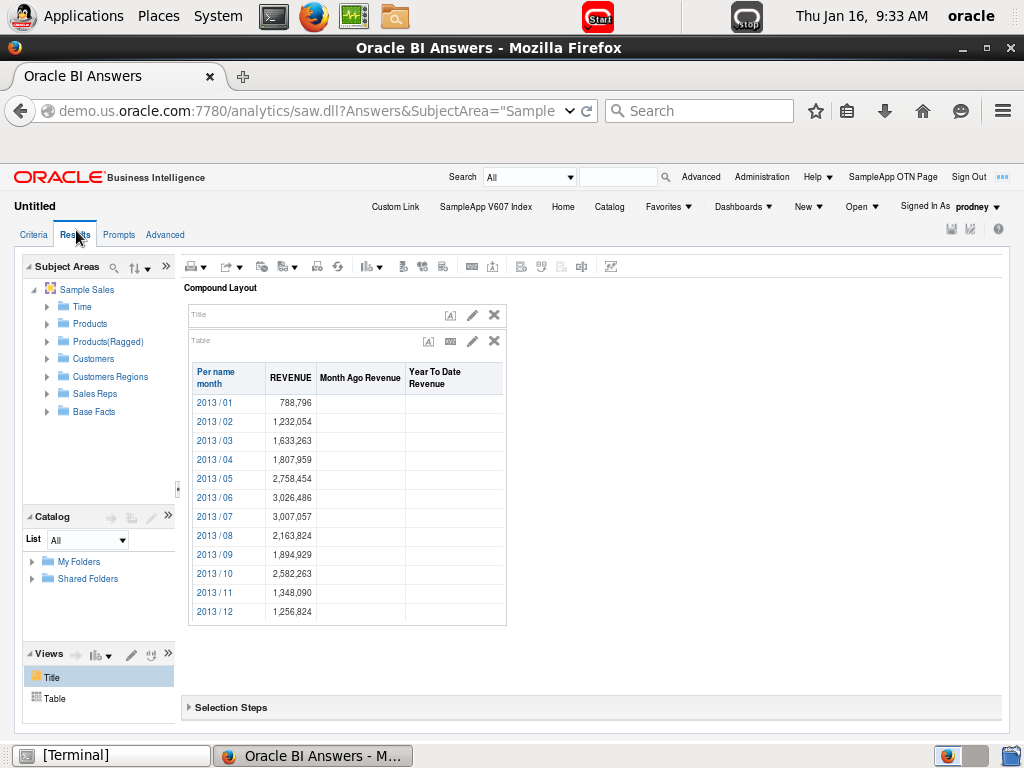 Applications Places System Start stop Thu Jan 16, 9:33 AM oracle
Oracle BI Answers - Mozilla Firefox
Oracle BI Answers
demo.us.oracle.com:7780/analytics/saw.dll?Answers&SubjectArea="Sample Search
ORACLE Business Intelligence Search All Advanced Administration Help SampleApp OTN Page Sign Out
Untitled Custom Link SampleApp V607 Index Home Catalog Favorites Dashboards New Open Signed In As prodney
Criteria Results Prompts Advanced
Subject Areas
Compound Layout
Sample Sales
Time
Products
Products(Ragged)
Customers
Customers Regions
Sales Reps
Base Facts
Title
Table
Per name month REVENUE Month Ago Revenue Year To Date Revenue
2013 / 01 788,796
2013 / 02 1,232,054
2013 / 03 1,633,263
2013 / 04 1,807,959
2013 / 05 2,758,454
2013 / 06 3,026,486
2013 / 07 3,007,057
2013 / 08 2,163,824
2013 / 09 1,894,929
2013 / 10 2,582,263
2013 / 11 1,348,090
2013 / 12 1,256,824
Catalog
List All
My Folders
Shared Folders
Views
Title
Table
Selection Steps
[Terminal] Oracle BI Answers - M...